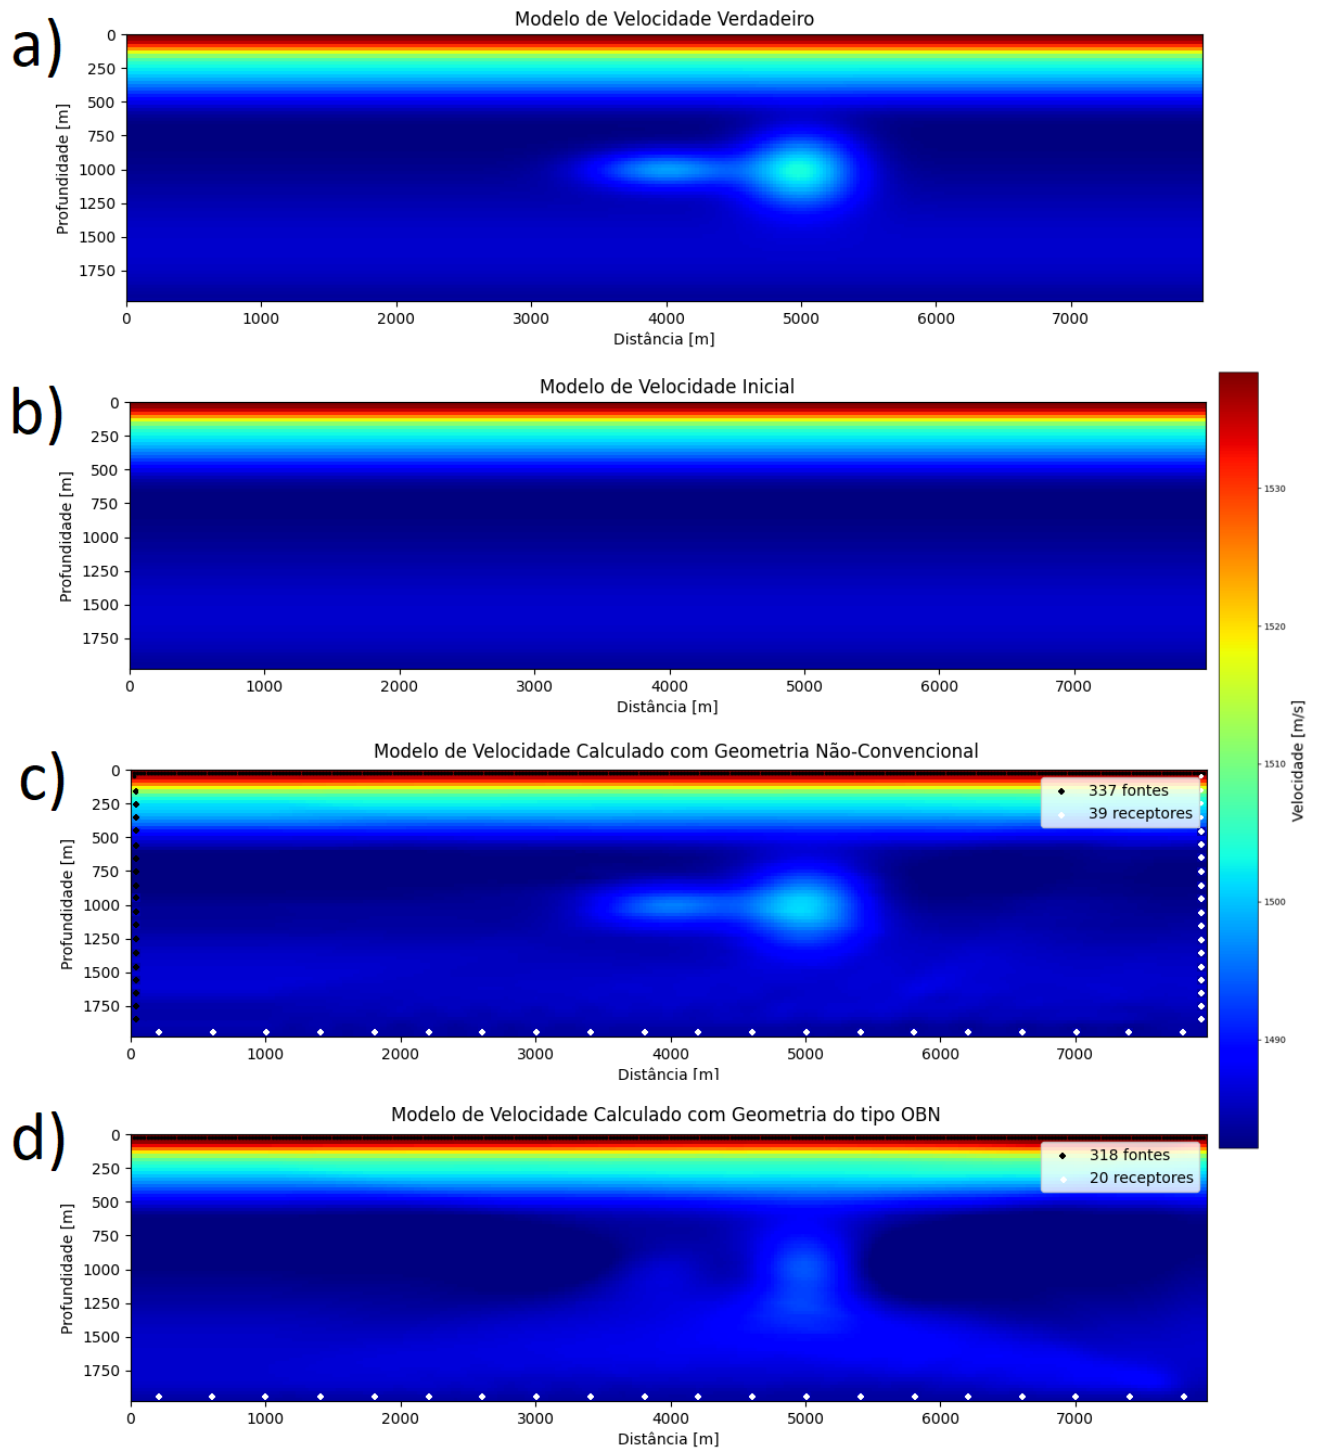 a)
Modelo de Velocidade Verdadeiro
0
250
500
750
1000
1250
1500
1750
Profundidade [m]
0 1000 2000 3000 4000 5000 6000 7000
Distância [m]
b)
Modelo de Velocidade Inicial
0
250
500
750
1000
1250
1500
1750
Profundidade [m]
0 1000 2000 3000 4000 5000 6000 7000
Distância [m]
1530
1520
1510
1500
1490
Velocidade [m/s]
c)
Modelo de Velocidade Calculado com Geometria Não-Convencional
337 fontes
39 receptores
0
250
500
750
1000
1250
1500
1750
Profundidade [m]
0 1000 2000 3000 4000 5000 6000 7000
Distância [m]
d)
Modelo de Velocidade Calculado com Geometria do tipo OBN
318 fontes
20 receptores
0
250
500
750
1000
1250
1500
1750
Profundidade [m]
0 1000 2000 3000 4000 5000 6000 7000
Distância [m]